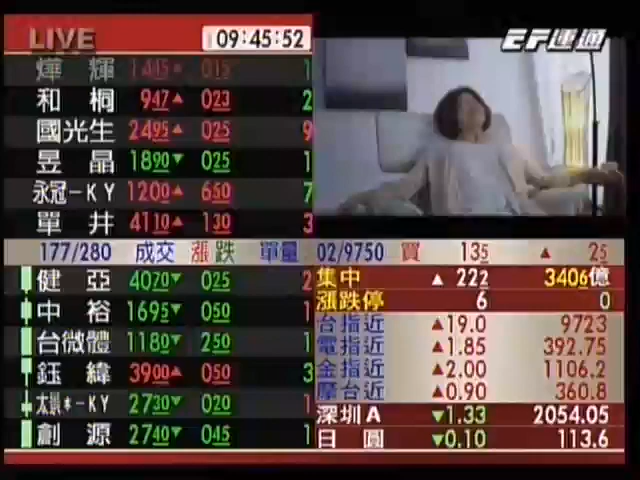 LIVE 09:45:52
EF連通
燁輝 1445▲ 015 1
和桐 947▲ 023 2
國光生 2495▲ 025 9
昱晶 1890▼ 025 1
永冠-KY 1200▲ 650 7
單井 4110▲ 130 3
177/280 成交 漲跌 單量
健亞 4070▼ 025 2
中裕 1695▼ 050 1
台微體 1180▼ 250 1
鈺緯 3900▲ 050 3
太景*-KY 2730▼ 020 1
創源 2740▼ 045 1
02/9750 買 135 ▲ 25
集中 ▲ 222 3406億
漲跌停 6 0
台指近 ▲19.0 9723
電指近 ▲1.85 392.75
金指近 ▲2.00 1106.2
摩台近 ▲0.90 360.8
深圳A ▼1.33 2054.05
日圓 ▼0.10 113.6